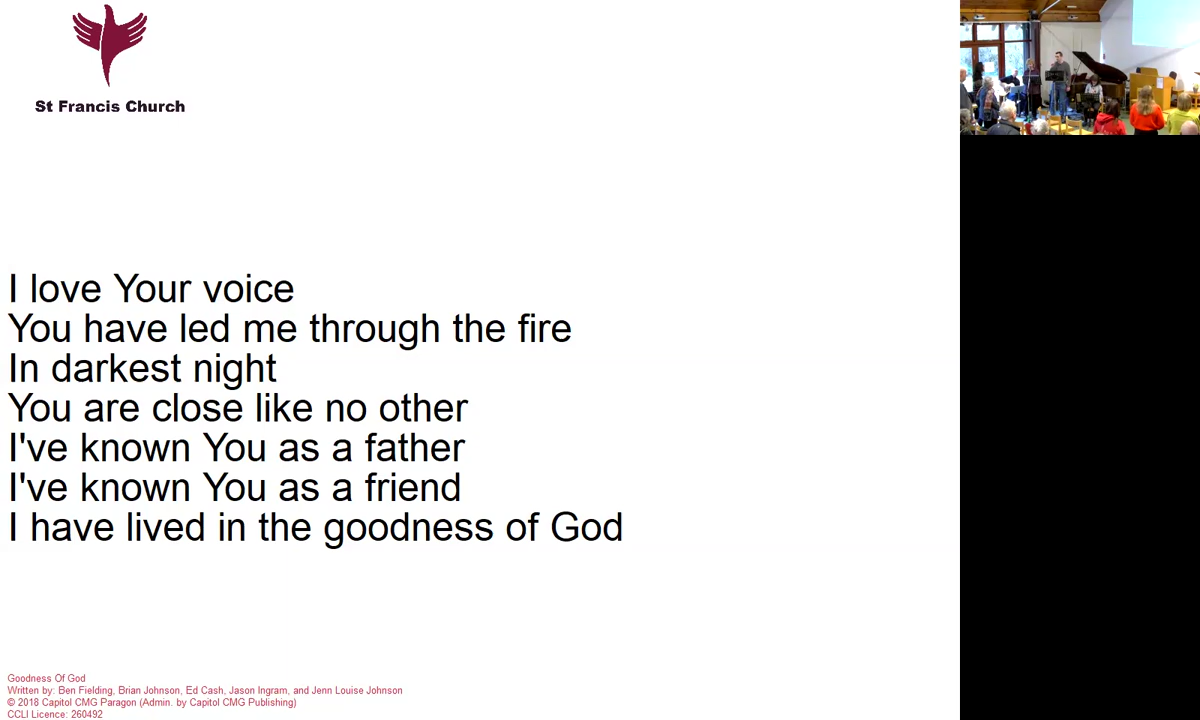 St Francis Church
I love Your voice
You have led me through the fire
In darkest night
You are close like no other
I've known You as a father
I've known You as a friend
I have lived in the goodness of God
Goodness Of God
Written by: Ben Fielding, Brian Johnson, Ed Cash, Jason Ingram, and Jenn Louise Johnson
© 2018 Capitol CMG Paragon (Admin. by Capitol CMG Publishing)
CCLI Licence: 260492